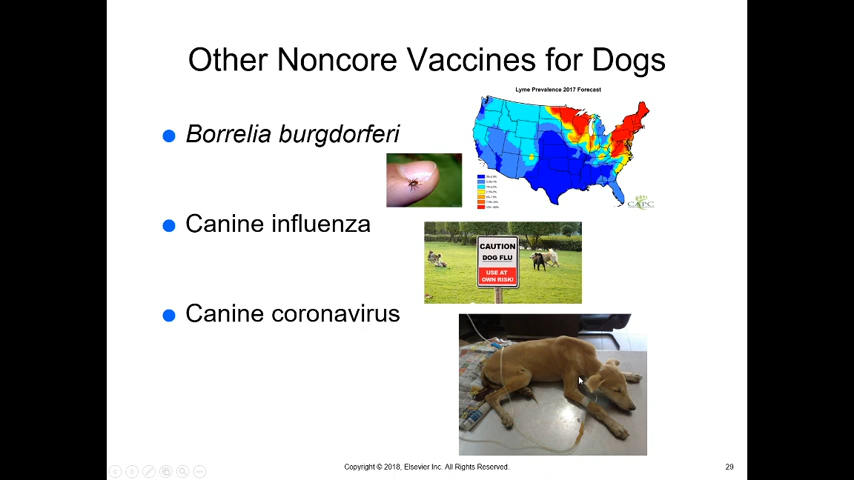 Other Noncore Vaccines for Dogs
Lyme Prevalence 2017 Forecast
Borrelia burgdorferi
CAPC
Canine influenza
CAUTION
DOG FLU
USE AT
OWN RISK!
Canine coronavirus
Copyright © 2018, Elsevier Inc. All Rights Reserved.
29